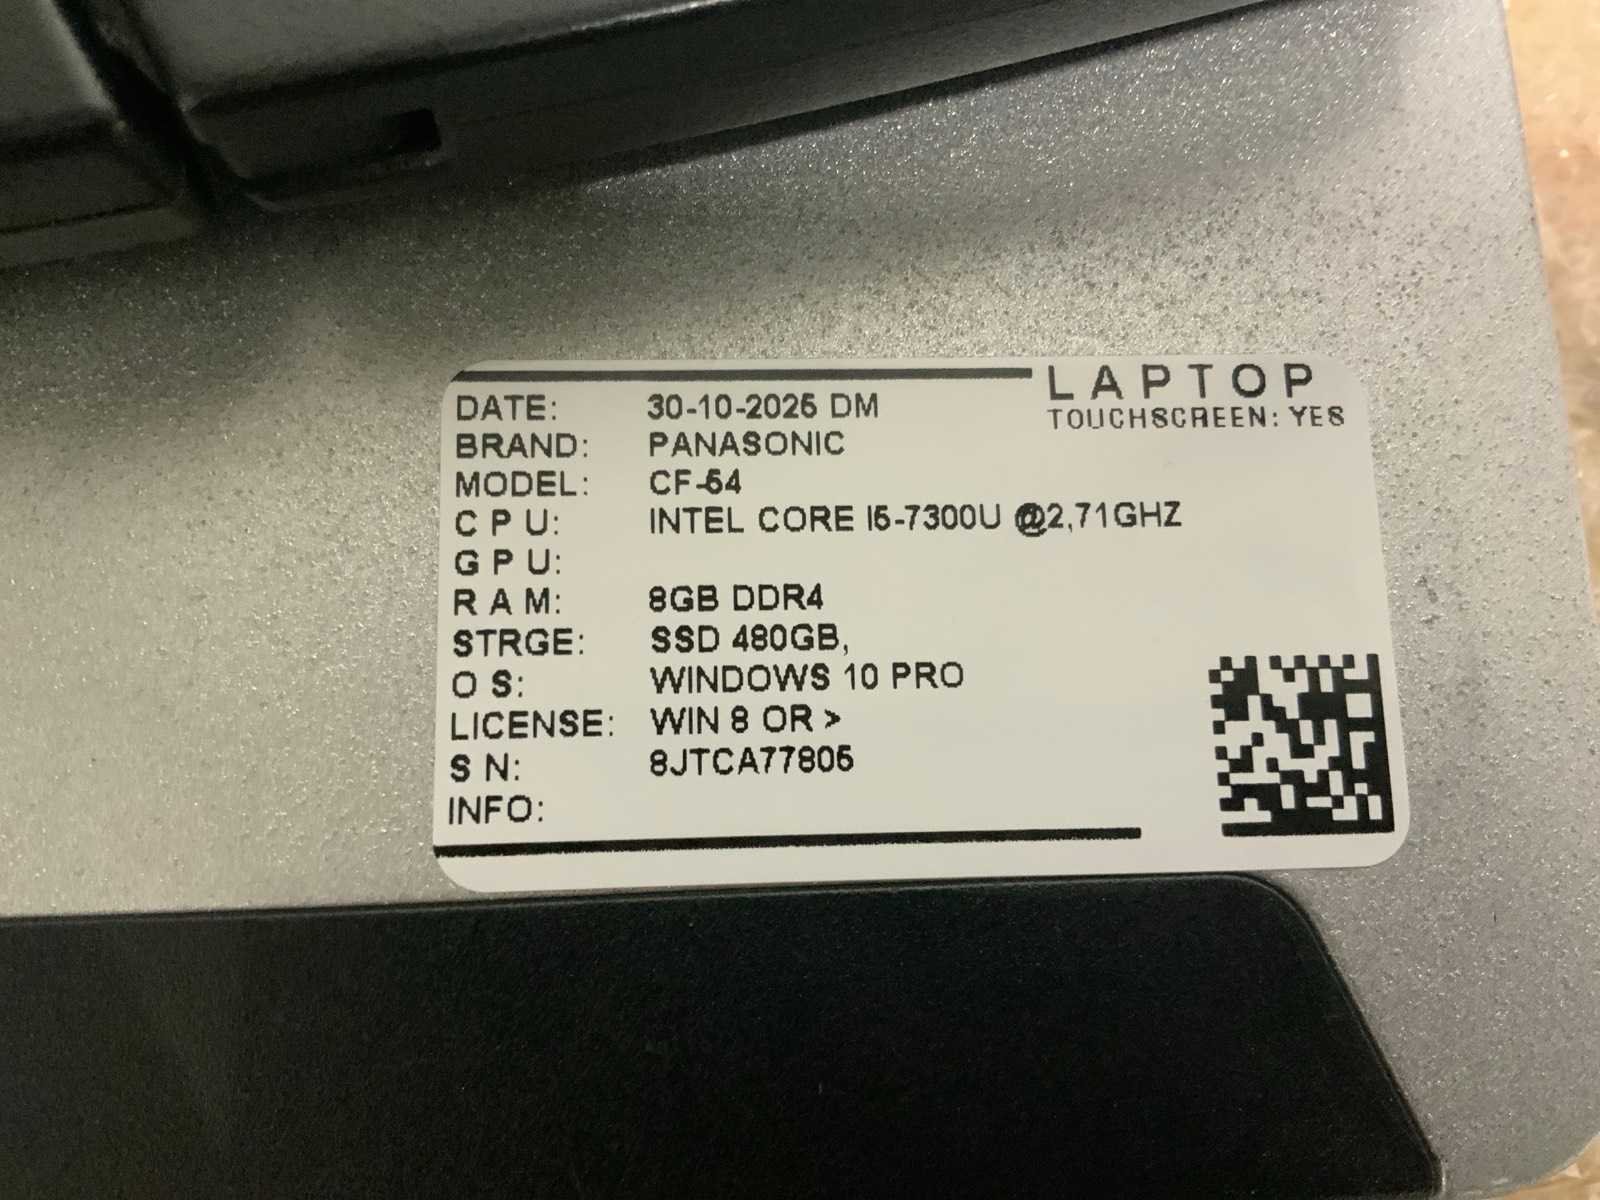 LAPTOP
TOUCHSCREEN: YES
DATE: 30-10-2025 DM
BRAND: PANASONIC
MODEL: CF-54
C P U: INTEL CORE I5-7300U @2,71GHZ
G P U:
R A M: 8GB DDR4
STRGE: SSD 480GB,
O S: WINDOWS 10 PRO
LICENSE: WIN 8 OR >
S N: 8JTCA77805
INFO: